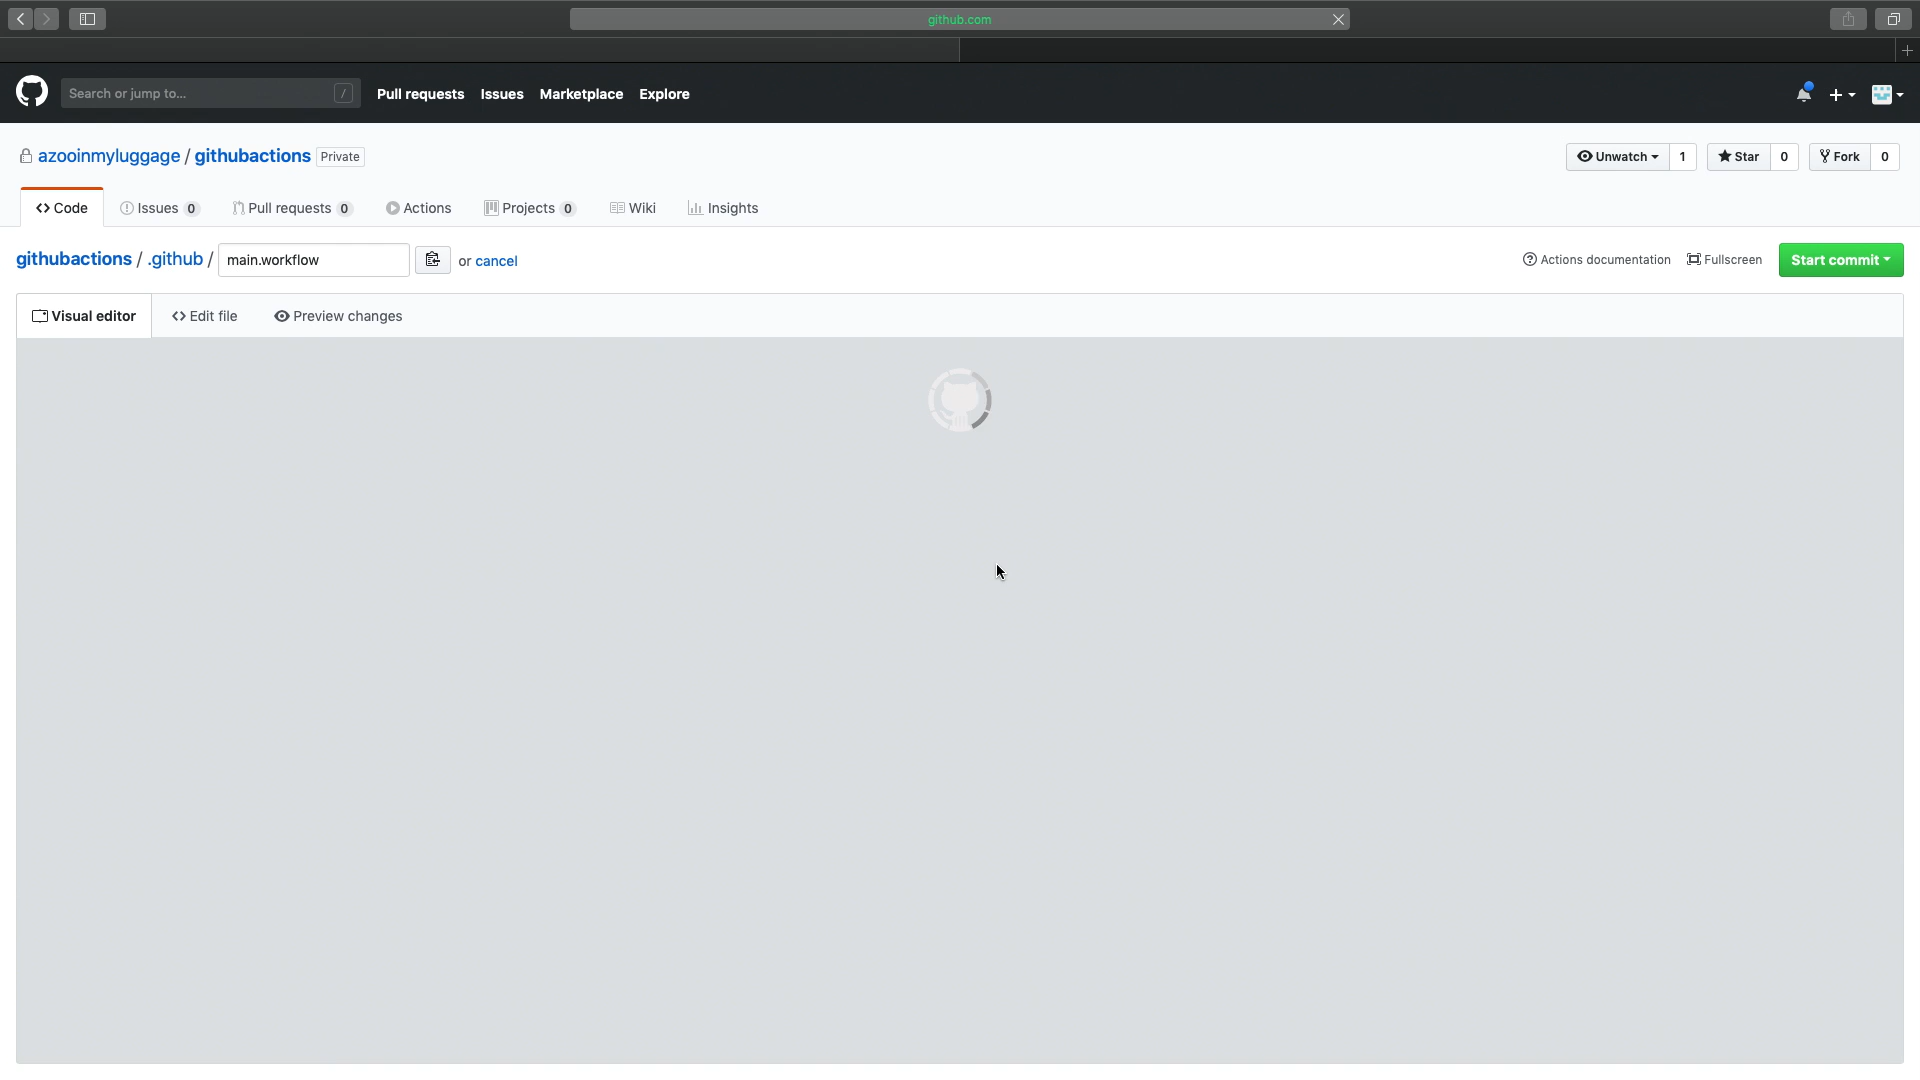 github.com
Search or jump to... /
Pull requests Issues Marketplace Explore
azooinmyluggage / githubactions Private
Unwatch 1 Star 0 Fork 0
Code Issues 0 Pull requests 0 Actions Projects 0 Wiki Insights
githubactions / .github / main.workflow or cancel
Actions documentation Fullscreen Start commit
Visual editor Edit file Preview changes